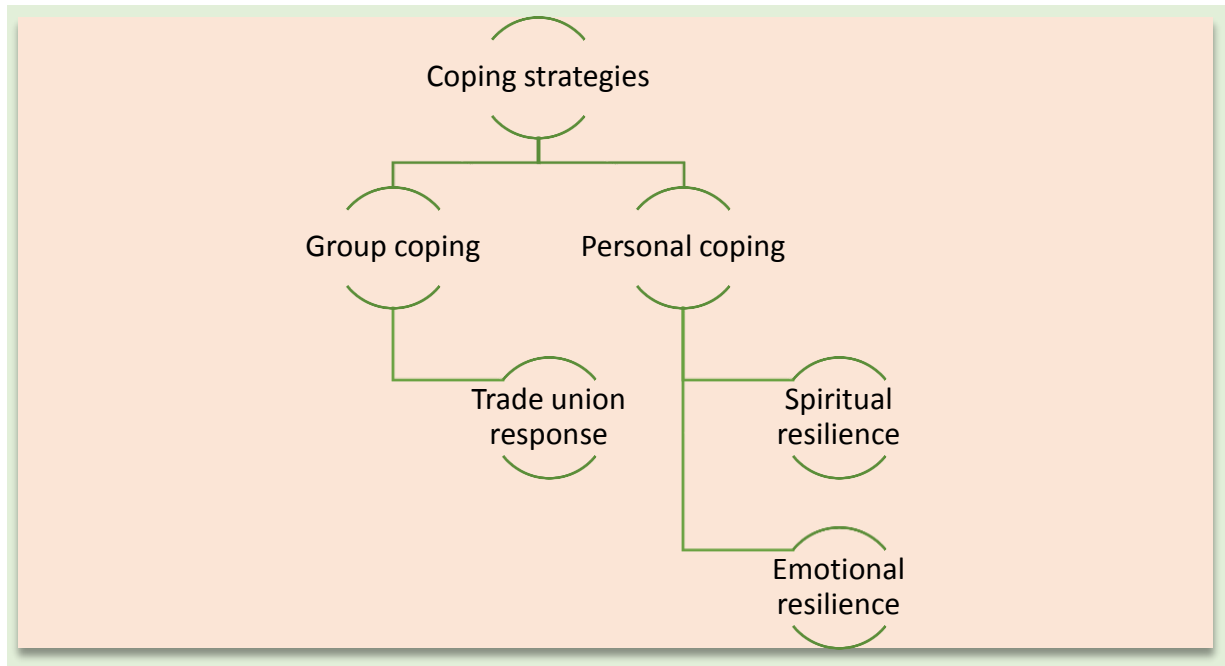 Coping strategies
Group coping
Personal coping
Trade union
response
Spiritual
resilience
Emotional
resilience